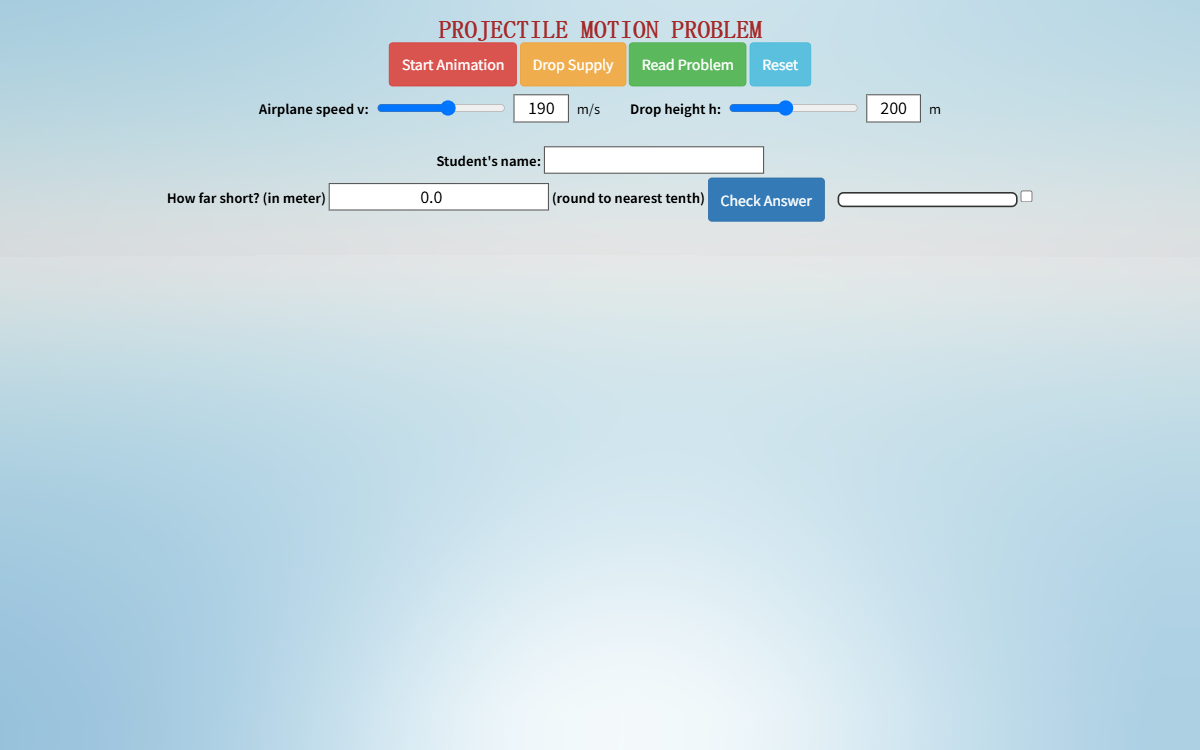 PROJECTILE MOTION PROBLEM
Start Animation Drop Supply Read Problem Reset
Airplane speed v: 190 m/s Drop height h: 200 m
Student's name:
How far short? (in meter) 0.0 (round to nearest tenth) Check Answer